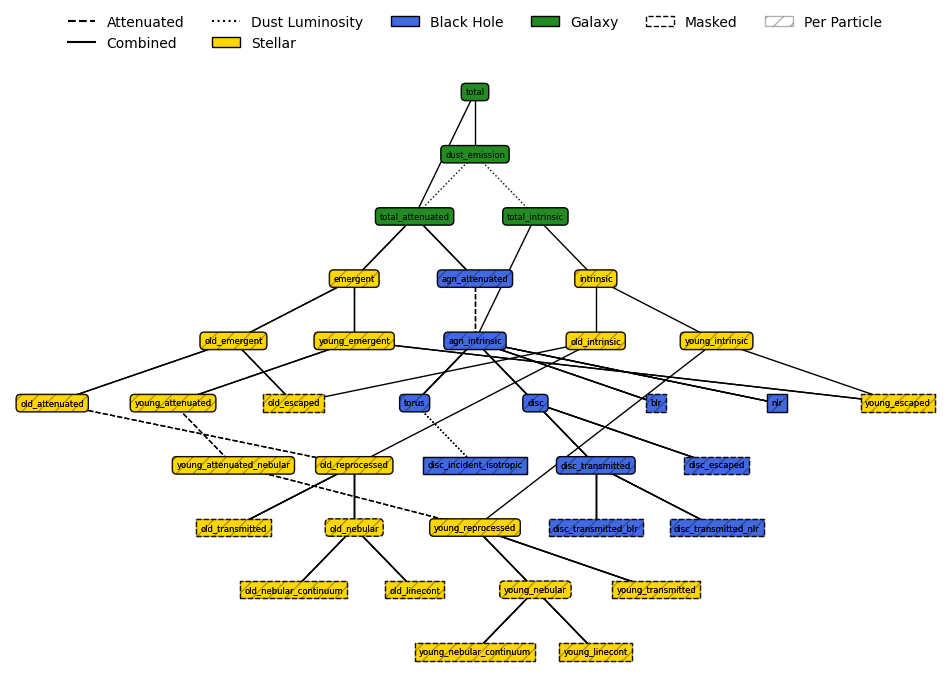 Attenuated Dust Luminosity Black Hole Galaxy Masked Per Particle
Combined Stellar
total
dust_emission
total_attenuated total_intrinsic
emergent agn_attenuated intrinsic
old_emergent young_emergent agn_intrinsic old_intrinsic young_intrinsic
old_attenuated young_attenuated old_escaped torus disc blr nlr young_escaped
young_attenuated_nebular old_reprocessed disc_incident_isotropic disc_transmitted disc_escaped
old_transmitted old_nebular young_reprocessed disc_transmitted_blr disc_transmitted_nlr
old_nebular_continuum old_linecont young_nebular young_transmitted
young_nebular_continuum young_linecont